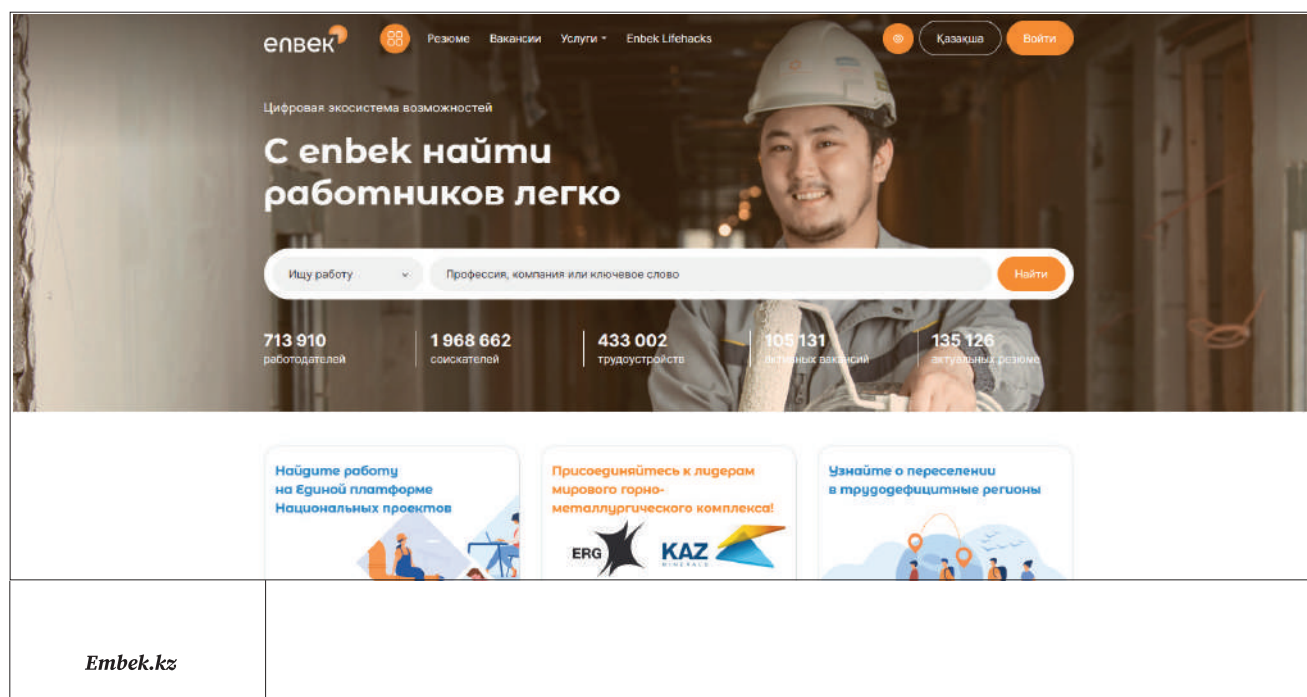 enbek
Резюме Вакансии Услуги Enbek Lifehacks Қазақша Войти
Цифровая экосистема возможностей
С enbek найти
работников легко
Ищу работу Профессия, компания или ключевое слово Найти
713 910 1 968 662 433 002 105 131 135 126
работодателей соискателей трудоустройств активных вакансий актуальных резюме
Найдите работу
на Единой платформе
Национальных проектов
Присоединяйтесь к лидерам
мирового горно-
металлургического комплекса!
ERG KAZ
MINERALS
Узнайте о переселении
в трудодефицитные регионы
Embek.kz